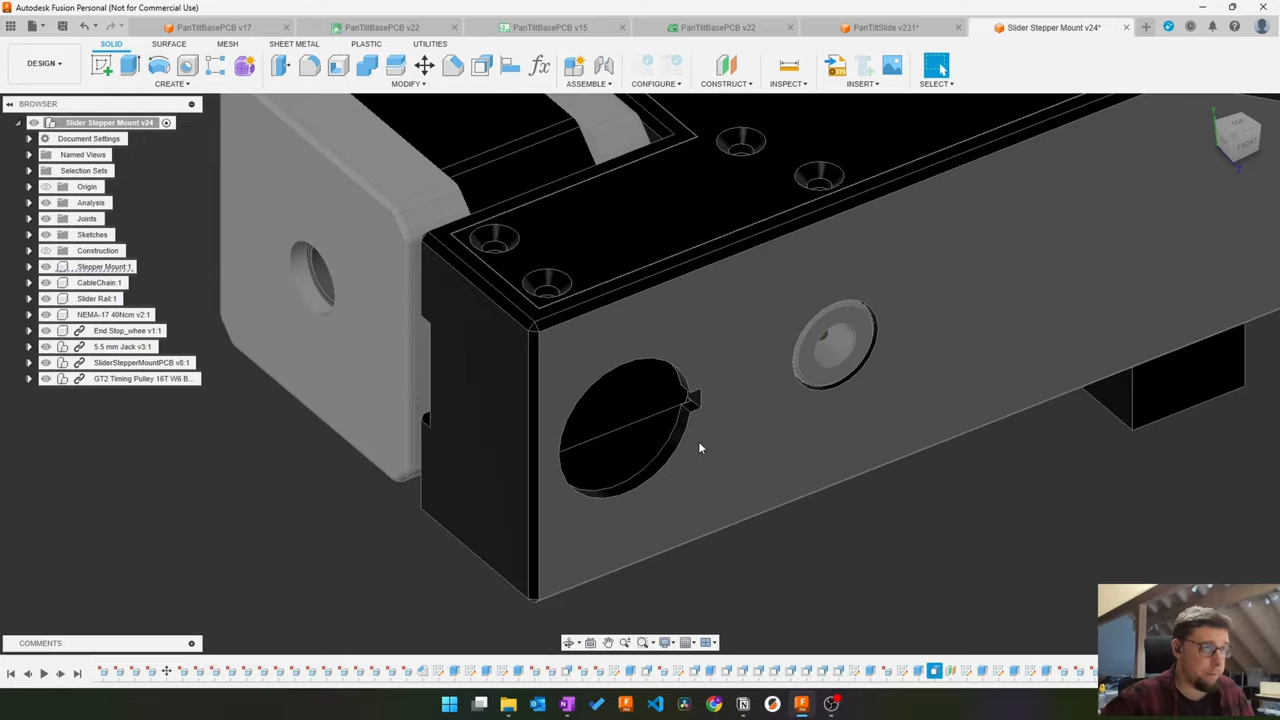 Autodesk Fusion Personal (Not for Commercial Use)
PanTiltBasePCB v17
PanTiltBasePCB v22
PanTiltBasePCB v15
PanTiltBasePCB v22
PanTiltSlide v231*
Slider Stepper Mount v24*
SOLID
SURFACE
MESH
SHEET METAL
PLASTIC
UTILITIES
DESIGN
CREATE
MODIFY
ASSEMBLE
CONFIGURE
CONSTRUCT
INSPECT
INSERT
SELECT
BROWSER
Slider Stepper Mount v24
Document Settings
Named Views
Selection Sets
Origin
Analysis
Joints
Sketches
Construction
Stepper Mount:1
CableChain:1
Slider Rail:1
NEMA-17 40Ncm v2:1
End Stop_whee v1:1
5.5 mm Jack v3:1
SliderStepperMountPCB v8:1
GT2 Timing Pulley 16T W6 B...
TOP
FRONT
Y
Z
COMMENTS